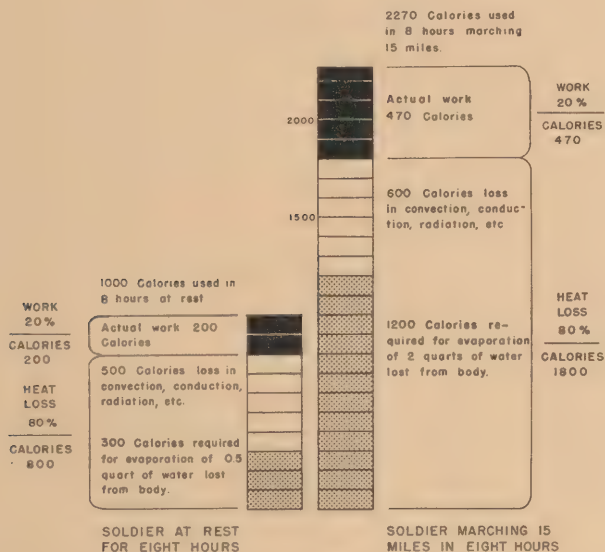 2270 Calories used
in 8 hours marching
15 miles.
Actual work
470 Calories
WORK
20%
CALORIES
470
2000
1500
600 Calories loss
in convection, conduc-
tion, radiation, etc
1200 Calories re-
quired for evaporation
of 2 quarts of water
lost from body.
HEAT
LOSS
80%
CALORIES
1800
1000 Calories used in
8 hours at rest
WORK
20%
CALORIES
200
Actual work 200
Calories
HEAT
LOSS
80%
CALORIES
800
500 Calories loss in
convection, conduction,
radiation, etc.
300 Calories required
for evaporation of 0.5
quart of water lost
from body.
SOLDIER AT REST
FOR EIGHT HOURS
SOLDIER MARCHING 15
MILES IN EIGHT HOURS